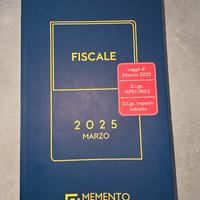 FISCALE
Legge di
Bilancio 2025
D.Lgs.
IRPEF/IRES
D.Lgs. Imposte
indirette
2025
MARZO
MEMENTO